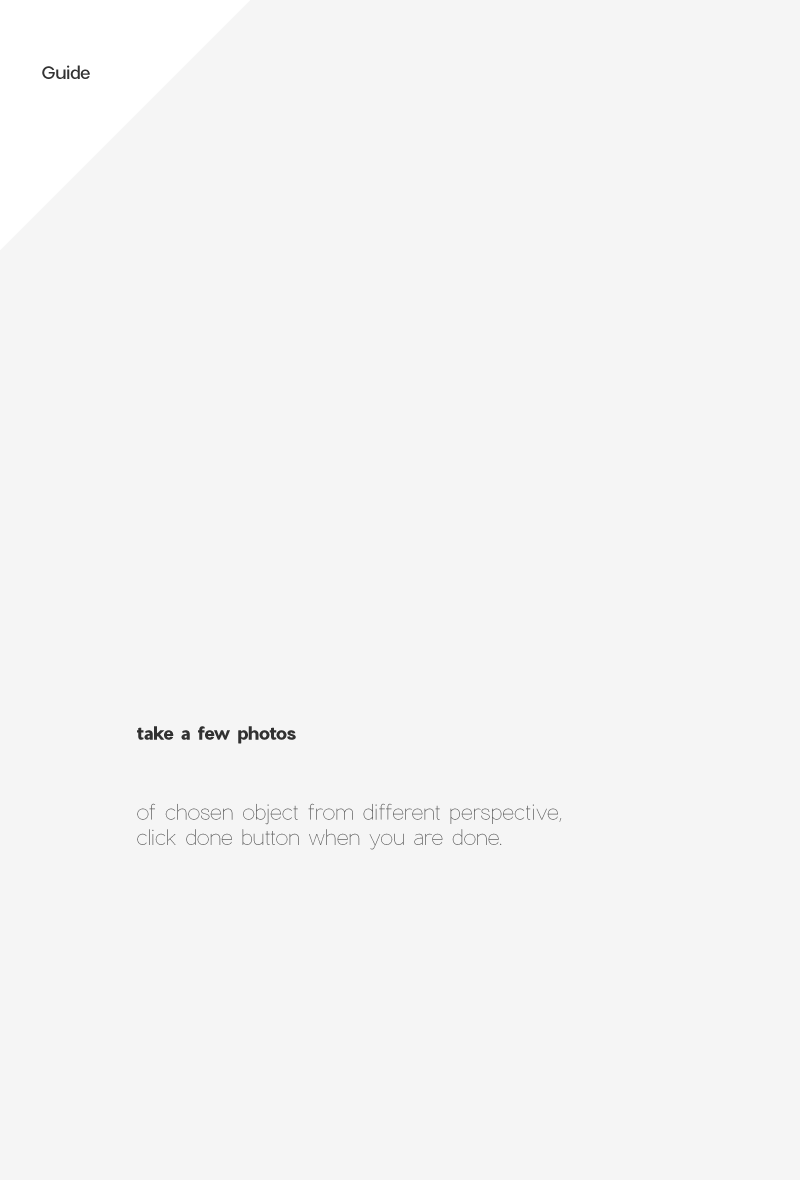 Guide
take a few photos
of chosen object from different perspective,
click done button when you are done.